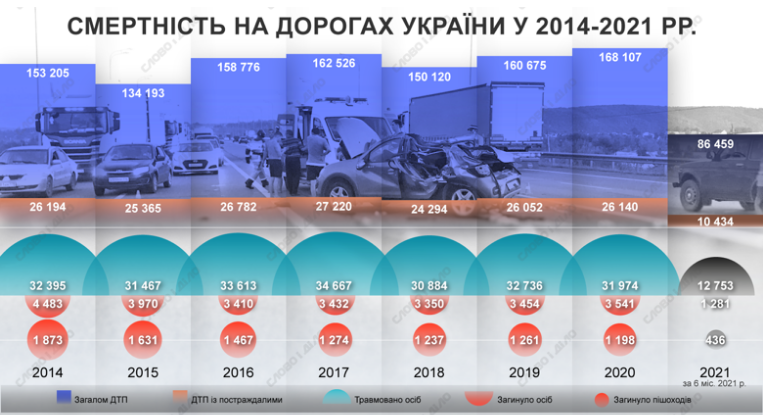 СМЕРТНІСТЬ НА ДОРОГАХ УКРАЇНИ У 2014-2021 РР.
153 205 134 193 158 776 162 526 150 120 160 675 168 107 86 459
26 194 25 365 26 782 27 220 24 294 26 052 26 140 10 434
32 395 31 467 33 613 34 667 30 884 32 736 31 974 12 753
4 483 3 970 3 410 3 432 3 350 3 454 3 541 1 281
1 873 1 631 1 467 1 274 1 237 1 261 1 198 436
2014 2015 2016 2017 2018 2019 2020 2021
за 6 міс. 2021 р.
Загалом ДТП ДТП із постраждалими Травмовано осіб Загинуло осіб Загинуло пішоходів
СЛОВО І ДІЛО